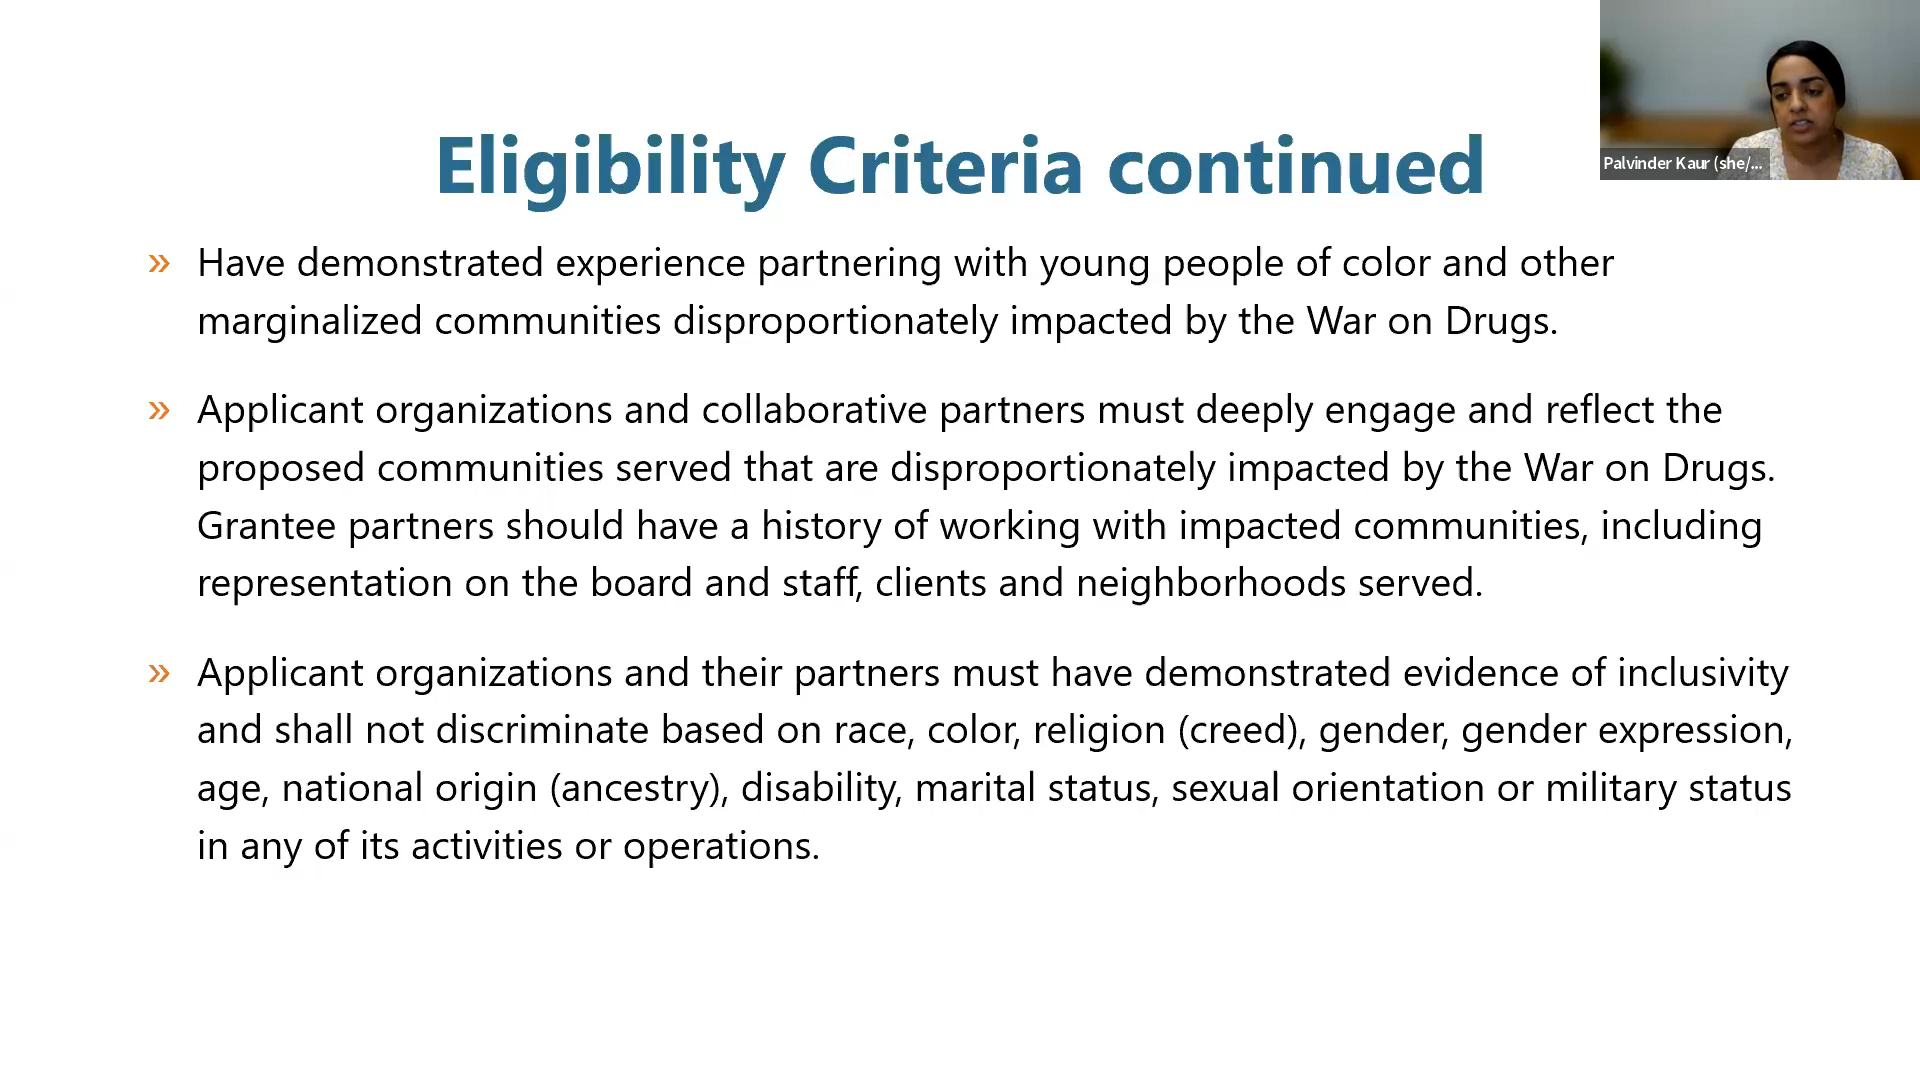 Palvinder Kaur (she/...
Eligibility Criteria continued
» Have demonstrated experience partnering with young people of color and other
marginalized communities disproportionately impacted by the War on Drugs.
» Applicant organizations and collaborative partners must deeply engage and reflect the
proposed communities served that are disproportionately impacted by the War on Drugs.
Grantee partners should have a history of working with impacted communities, including
representation on the board and staff, clients and neighborhoods served.
» Applicant organizations and their partners must have demonstrated evidence of inclusivity
and shall not discriminate based on race, color, religion (creed), gender, gender expression,
age, national origin (ancestry), disability, marital status, sexual orientation or military status
in any of its activities or operations.